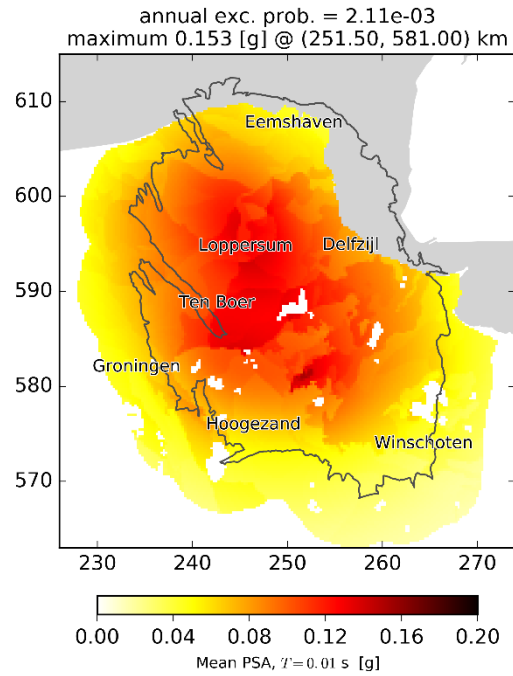 annual exc. prob. = 2.11e-03
maximum 0.153 [g] @ (251.50, 581.00) km
610
Eemshaven
600
Loppersum
Delfzijl
590
Ten Boer
Groningen
580
Hoogezand
Winschoten
570
230 240 250 260 270
0.00 0.04 0.08 0.12 0.16 0.20
Mean PSA, T=0.01 s [g]